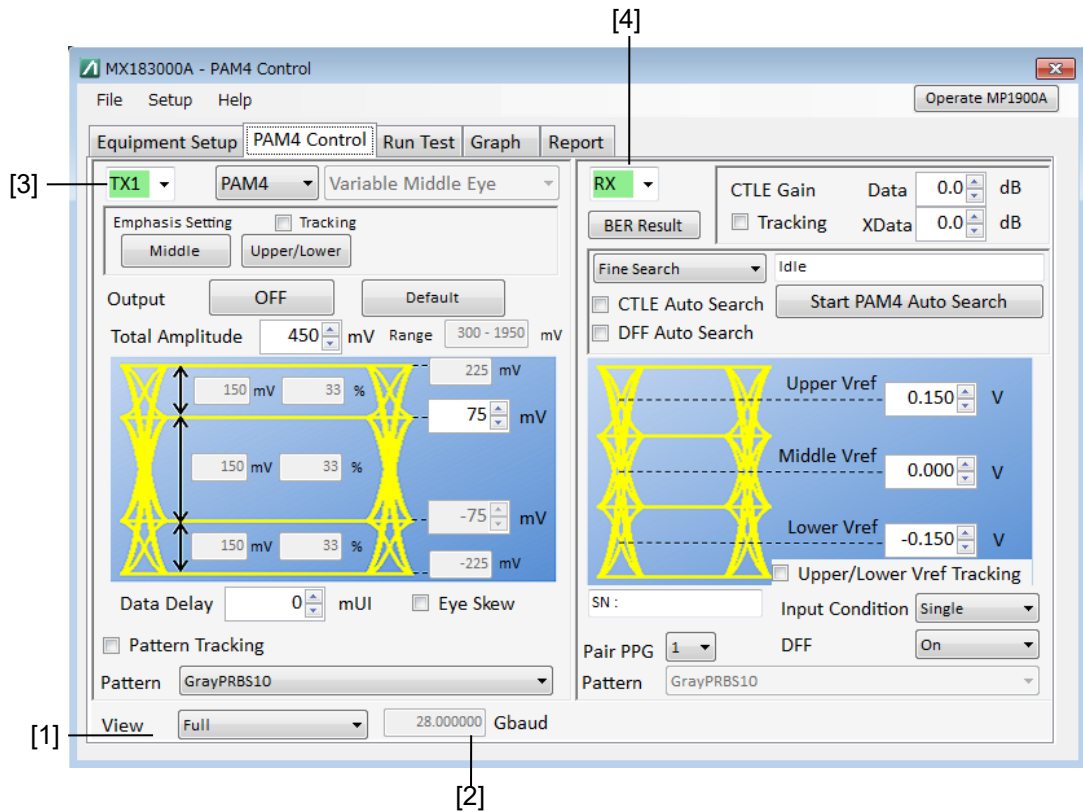 [4]
MX183000A - PAM4 Control
File Setup Help Operate MP1900A
Equipment Setup PAM4 Control Run Test Graph Report
[3]
TX1 PAM4 Variable Middle Eye
Emphasis Setting Tracking
Middle Upper/Lower
Output OFF Default
Total Amplitude 450 mV Range 300 - 1950 mV
225 mV
150 mV 33 %
75 mV
150 mV 33 %
-75 mV
150 mV 33 %
-225 mV
Data Delay 0 mUI Eye Skew
Pattern Tracking
Pattern GrayPRBS10
RX CTLE Gain Data 0.0 dB
BER Result Tracking XData 0.0 dB
Fine Search Idle
CTLE Auto Search Start PAM4 Auto Search
DFF Auto Search
Upper Vref 0.150 V
Middle Vref 0.000 V
Lower Vref -0.150 V
Upper/Lower Vref Tracking
SN : Input Condition Single
Pair PPG 1 DFF On
Pattern GrayPRBS10
[1]
View Full 28.000000 Gbaud
[2]